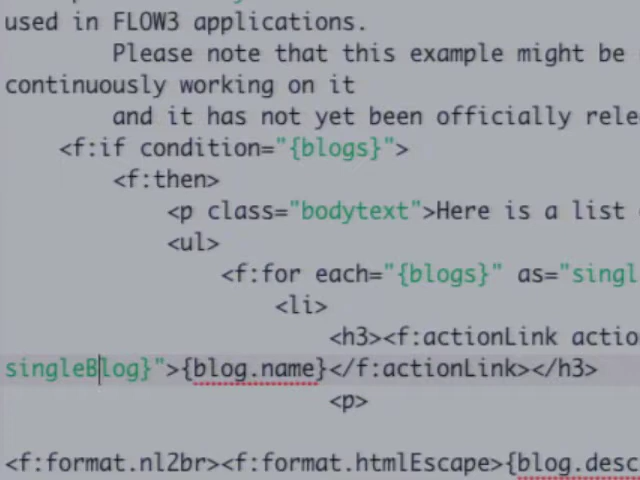 used in FLOW3 applications.
Please note that this example might be
continuously working on it
and it has not yet been officially rele
<f:if condition="{blogs}">
<f:then>
<p class="bodytext">Here is a list
<ul>
<f:for each="{blogs}" as="singl
<li>
<h3><f:actionLink actio
singleBlog}">{blog.name}</f:actionLink></h3>
<p>
<f:format.nl2br><f:format.htmlEscape>{blog.desc